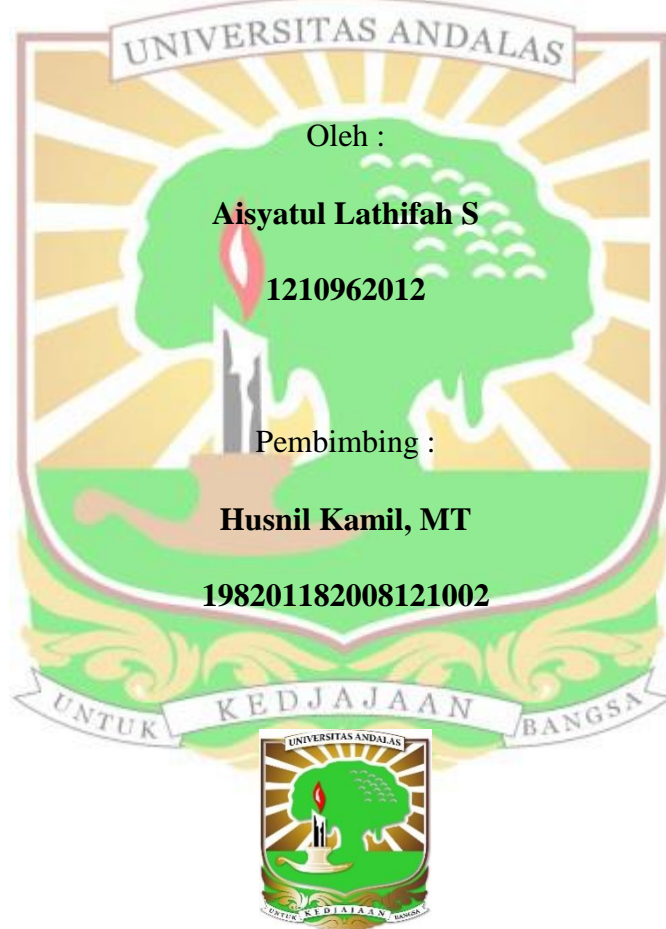 UNIVERSITAS ANDALAS
Oleh :
Aisyatul Lathifah S
1210962012
Pembimbing :
Husnil Kamil, MT
198201182008121002
UNTUK KEDJAJAAN BANGSA
UNIVERSITAS ANDALAS
UNTUK KEDJAJAAN BANGSA